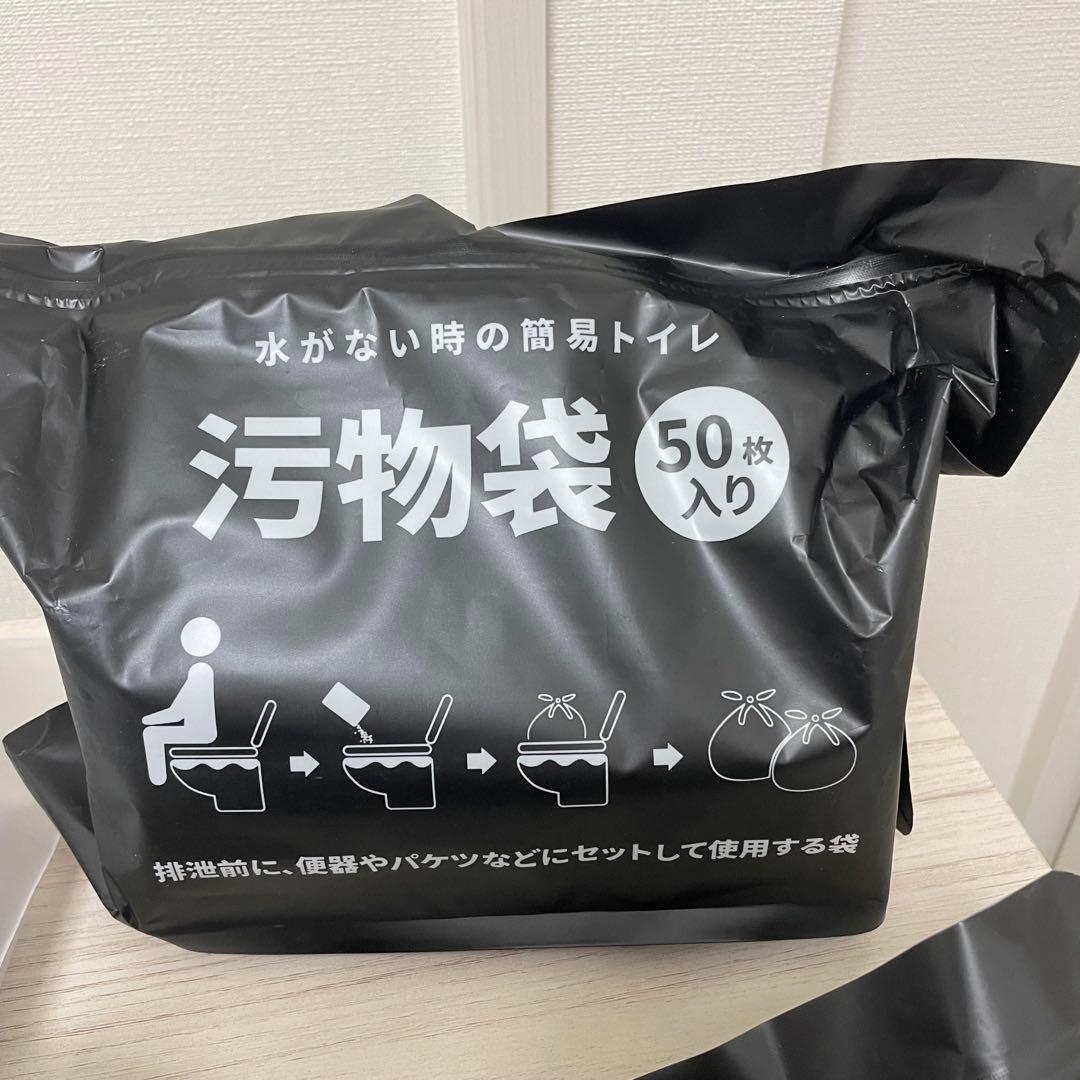 水がない時の簡易トイレ
汚物袋
50枚
入り
排泄前に、便器やバケツなどにセットして使用する袋